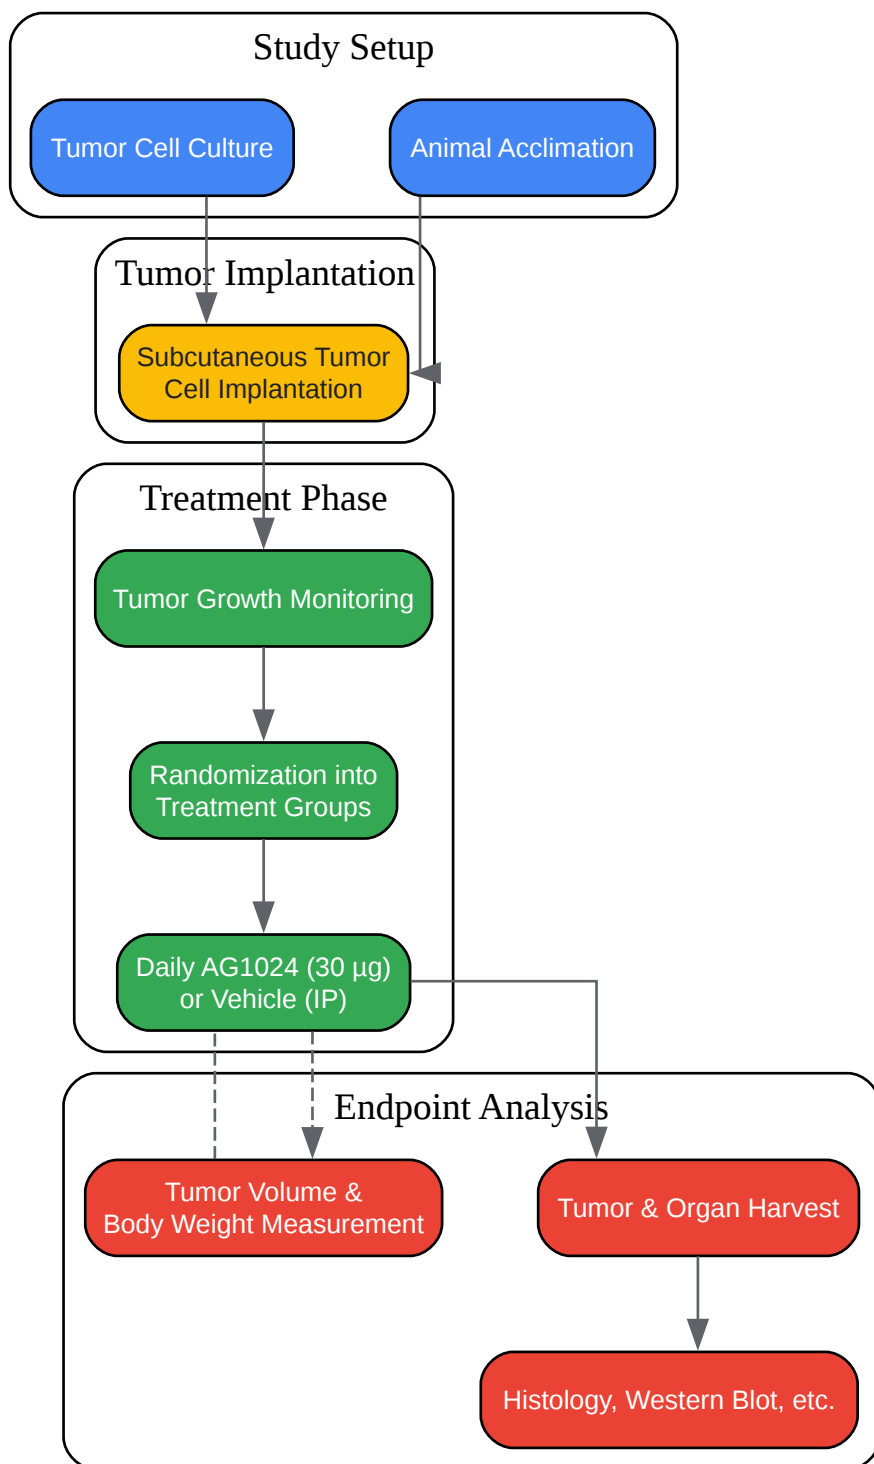 Study Setup
Tumor Cell Culture
Animal Acclimation
Tumor Implantation
Subcutaneous Tumor
Cell Implantation
Treatment Phase
Tumor Growth Monitoring
Randomization into
Treatment Groups
Daily AG1024 (30 µg)
or Vehicle (IP)
Endpoint Analysis
Tumor Volume &
Body Weight Measurement
Tumor & Organ Harvest
Histology, Western Blot, etc.